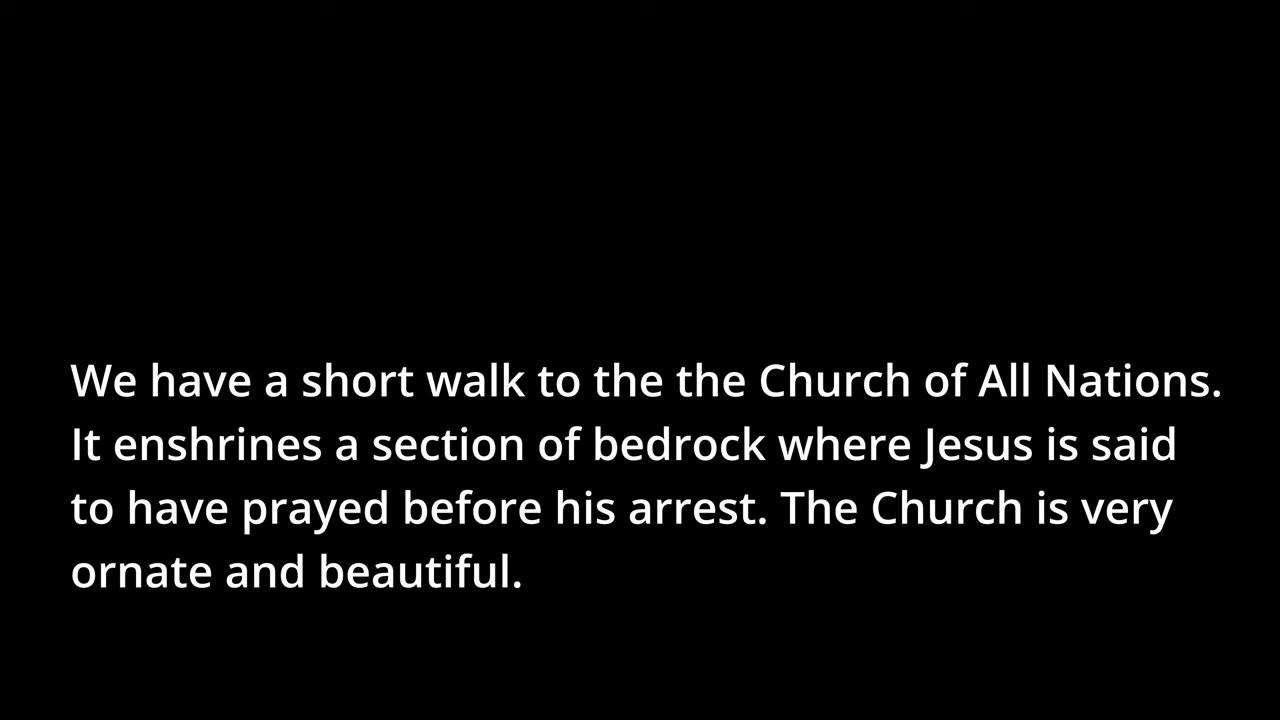 We have a short walk to the the Church of All Nations.
It enshrines a section of bedrock where Jesus is said
to have prayed before his arrest. The Church is very
ornate and beautiful.